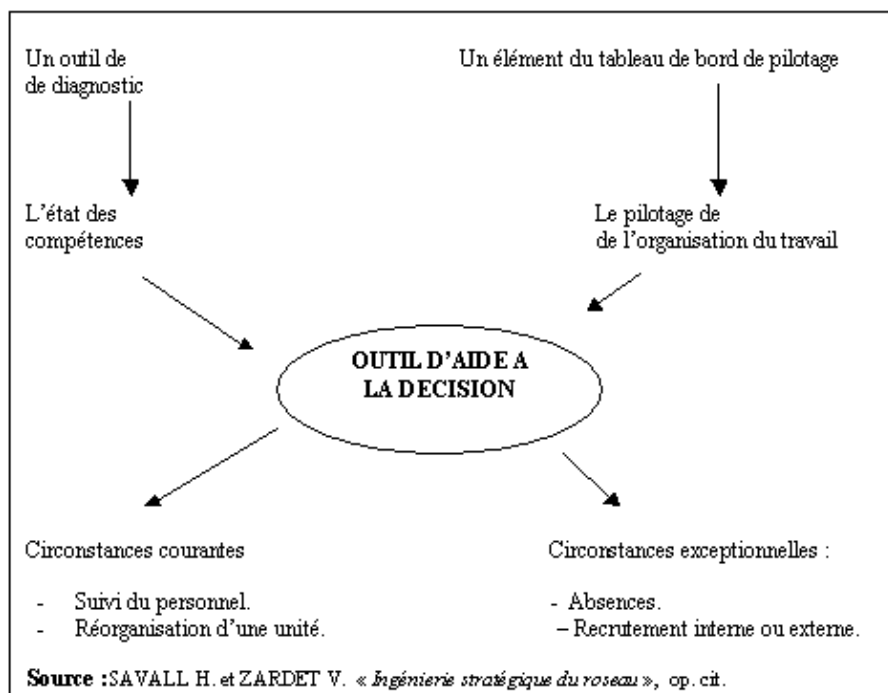 Un outil de
de diagnostic
Un élément du tableau de bord de pilotage
L'état des
compétences
Le pilotage de
de l'organisation du travail
OUTIL D'AIDE A
LA DECISION
Circonstances courantes
- Suivi du personnel.
- Réorganisation d'une unité.
Circonstances exceptionnelles :
- Absences.
– Recrutement interne ou externe.
Source :SAVALL H. et ZARDET V. « Ingénierie stratégique du roseau », op. cit.